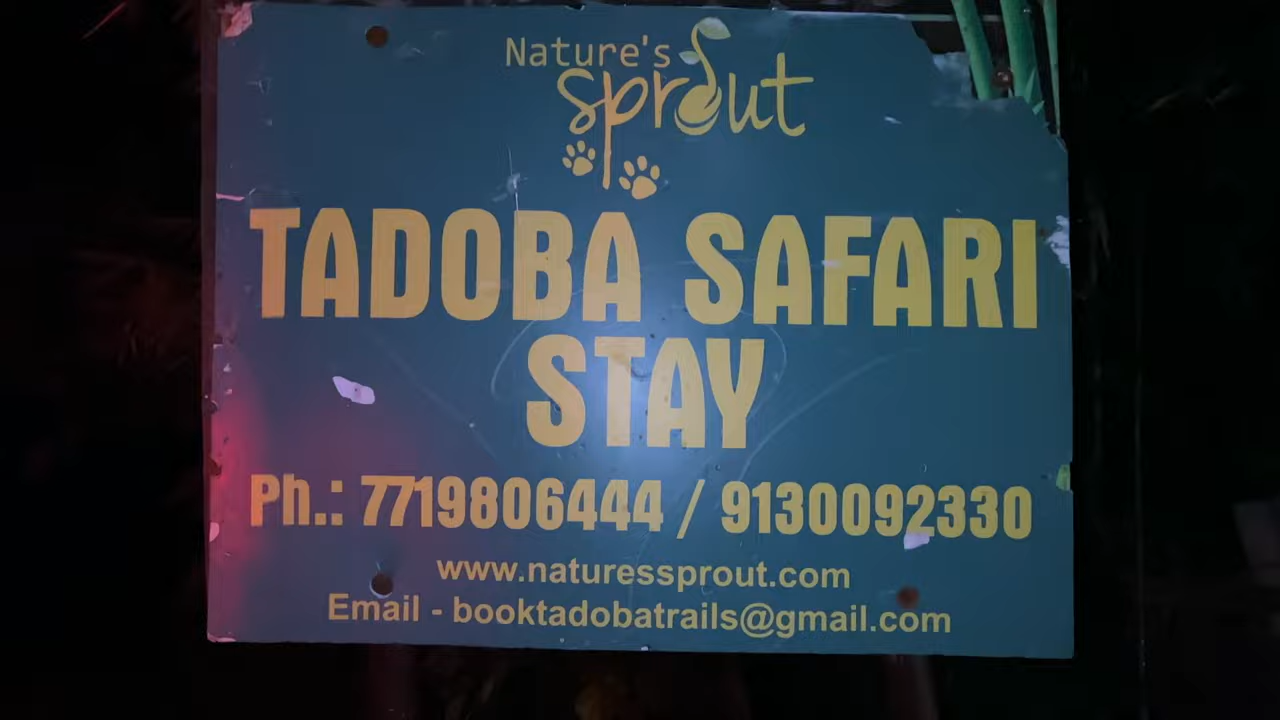 Nature's
sprout
TADOBA SAFARI
STAY
Ph.: 7719806444 / 9130092330
www.naturessprout.com
Email - booktadobatrails@gmail.com